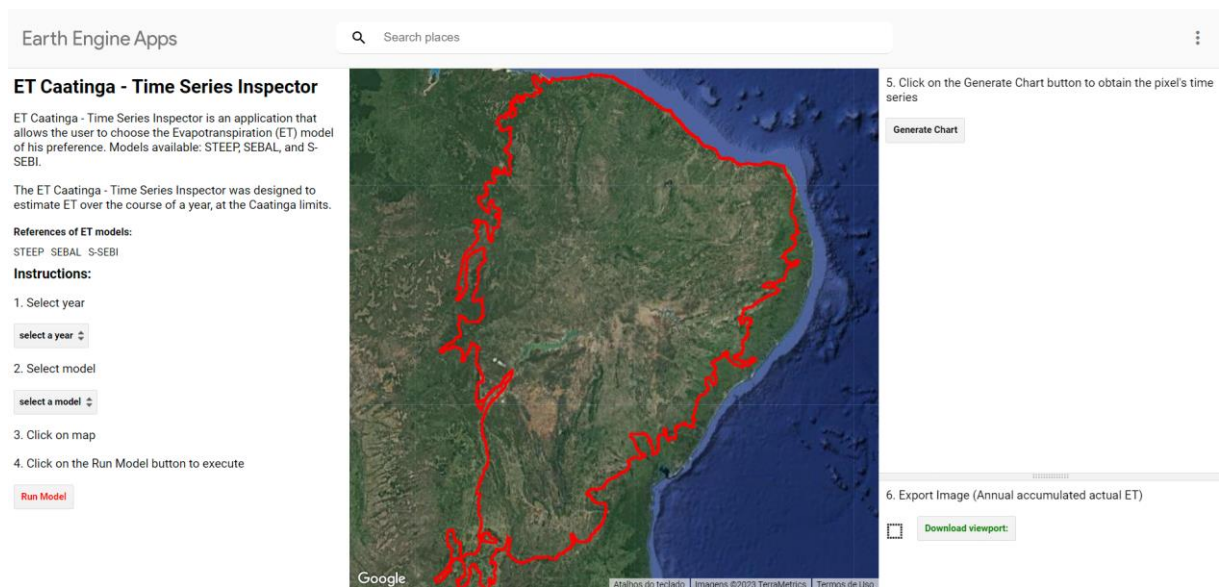 Earth Engine Apps
Search places
ET Caatinga - Time Series Inspector
ET Caatinga - Time Series Inspector is an application that
allows the user to choose the Evapotranspiration (ET) model
of his preference. Models available: STEEP, SEBAL, and S-
SEBI.
The ET Caatinga - Time Series Inspector was designed to
estimate ET over the course of a year, at the Caatinga limits.
References of ET models:
STEEP SEBAL S-SEBI
Instructions:
1. Select year
select a year
2. Select model
select a model
3. Click on map
4. Click on the Run Model button to execute
Run Model
Google
Atalhos do teclado
Imagens ©2023 TerraMetrics
Termos de Uso
5. Click on the Generate Chart button to obtain the pixel's time
series
Generate Chart
6. Export Image (Annual accumulated actual ET)
Download viewport: